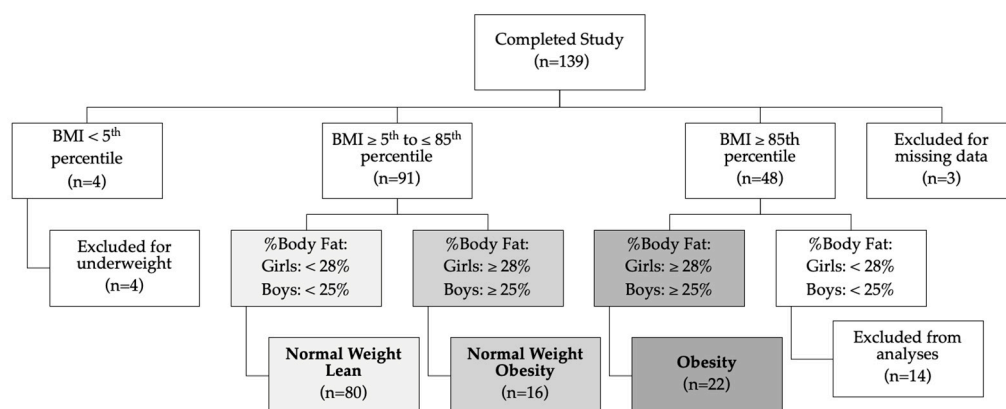 Completed Study
(n=139)
BMI < 5th
percentile
(n=4)
BMI ≥ 5th to ≤ 85th
percentile
(n=91)
BMI ≥ 85th
percentile
(n=48)
Excluded for
missing data
(n=3)
Excluded for
underweight
(n=4)
%Body Fat:
Girls: < 28%
Boys: < 25%
%Body Fat:
Girls: ≥ 28%
Boys: ≥ 25%
%Body Fat:
Girls: ≥ 28%
Boys: ≥ 25%
%Body Fat:
Girls: < 28%
Boys: < 25%
Normal Weight
Lean
(n=80)
Normal Weight
Obesity
(n=16)
Obesity
(n=22)
Excluded from
analyses
(n=14)